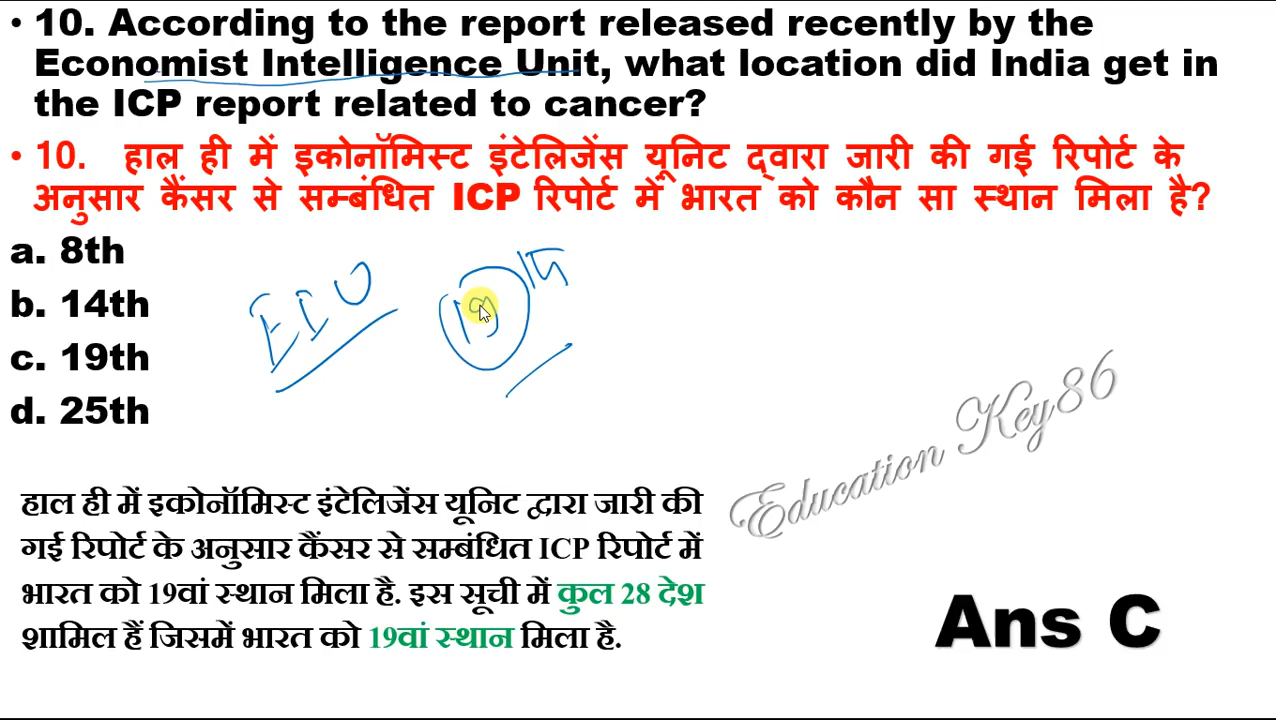 • 10. According to the report released recently by the
Economist Intelligence Unit, what location did India get in
the ICP report related to cancer?
• 10. हाल ही में इकोनॉमिस्ट इंटेलिजेंस यूनिट द्वारा जारी की गई रिपोर्ट के
अनुसार कैंसर से सम्बंधित ICP रिपोर्ट में भारत को कौन सा स्थान मिला है?
a. 8th
b. 14th
c. 19th
d. 25th
EIU
19
Education Key86
हाल ही में इकोनॉमिस्ट इंटेलिजेंस यूनिट द्वारा जारी की
गई रिपोर्ट के अनुसार कैंसर से सम्बंधित ICP रिपोर्ट में
भारत को 19वां स्थान मिला है. इस सूची में कुल 28 देश
शामिल हैं जिसमें भारत को 19वां स्थान मिला है.
Ans C